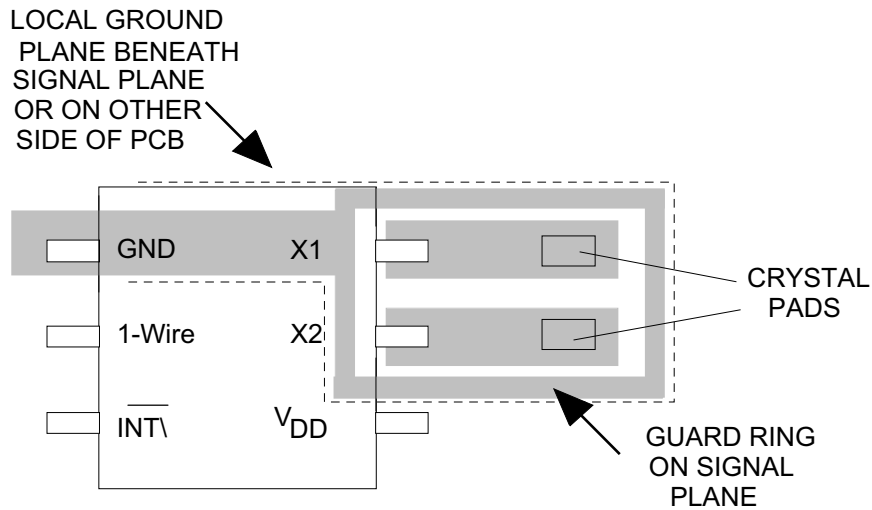 LOCAL GROUND
PLANE BENEATH
SIGNAL PLANE
OR ON OTHER
SIDE OF PCB
GND
X1
1-Wire
X2
INT\
VDD
CRYSTAL
PADS
GUARD RING
ON SIGNAL
PLANE